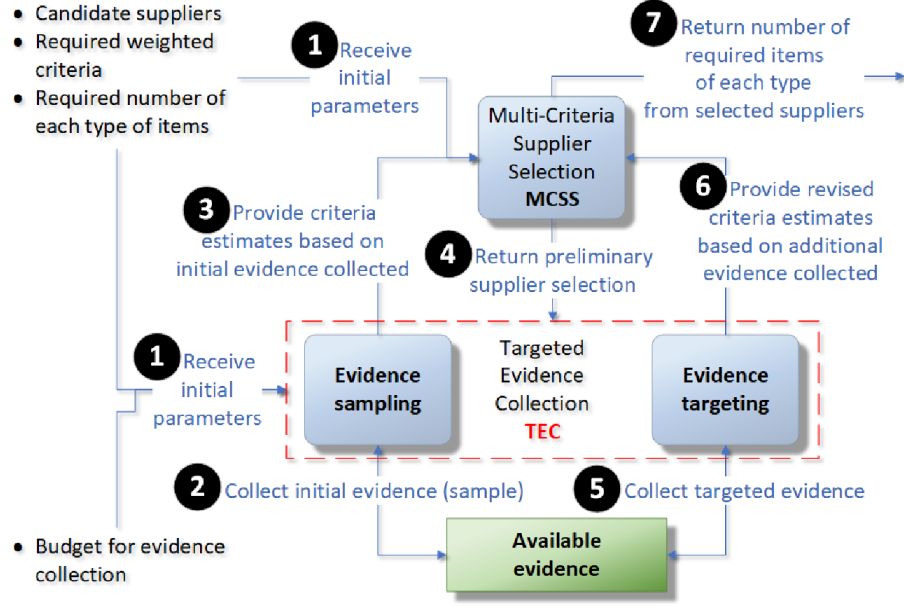 • Candidate suppliers
• Required weighted
criteria
• Required number of
each type of items
1 Receive
initial
parameters
7 Return number of
required items
of each type
from selected suppliers
Multi-Criteria
Supplier
Selection
MCSS
3 Provide criteria
estimates based on
initial evidence collected
4 Return preliminary
supplier selection
6 Provide revised
criteria estimates
based on additional
evidence collected
1 Receive
initial
parameters
Evidence
sampling
Targeted
Evidence
Collection
TEC
Evidence
targeting
2 Collect initial evidence (sample)
5 Collect targeted evidence
• Budget for evidence
collection
Available
evidence